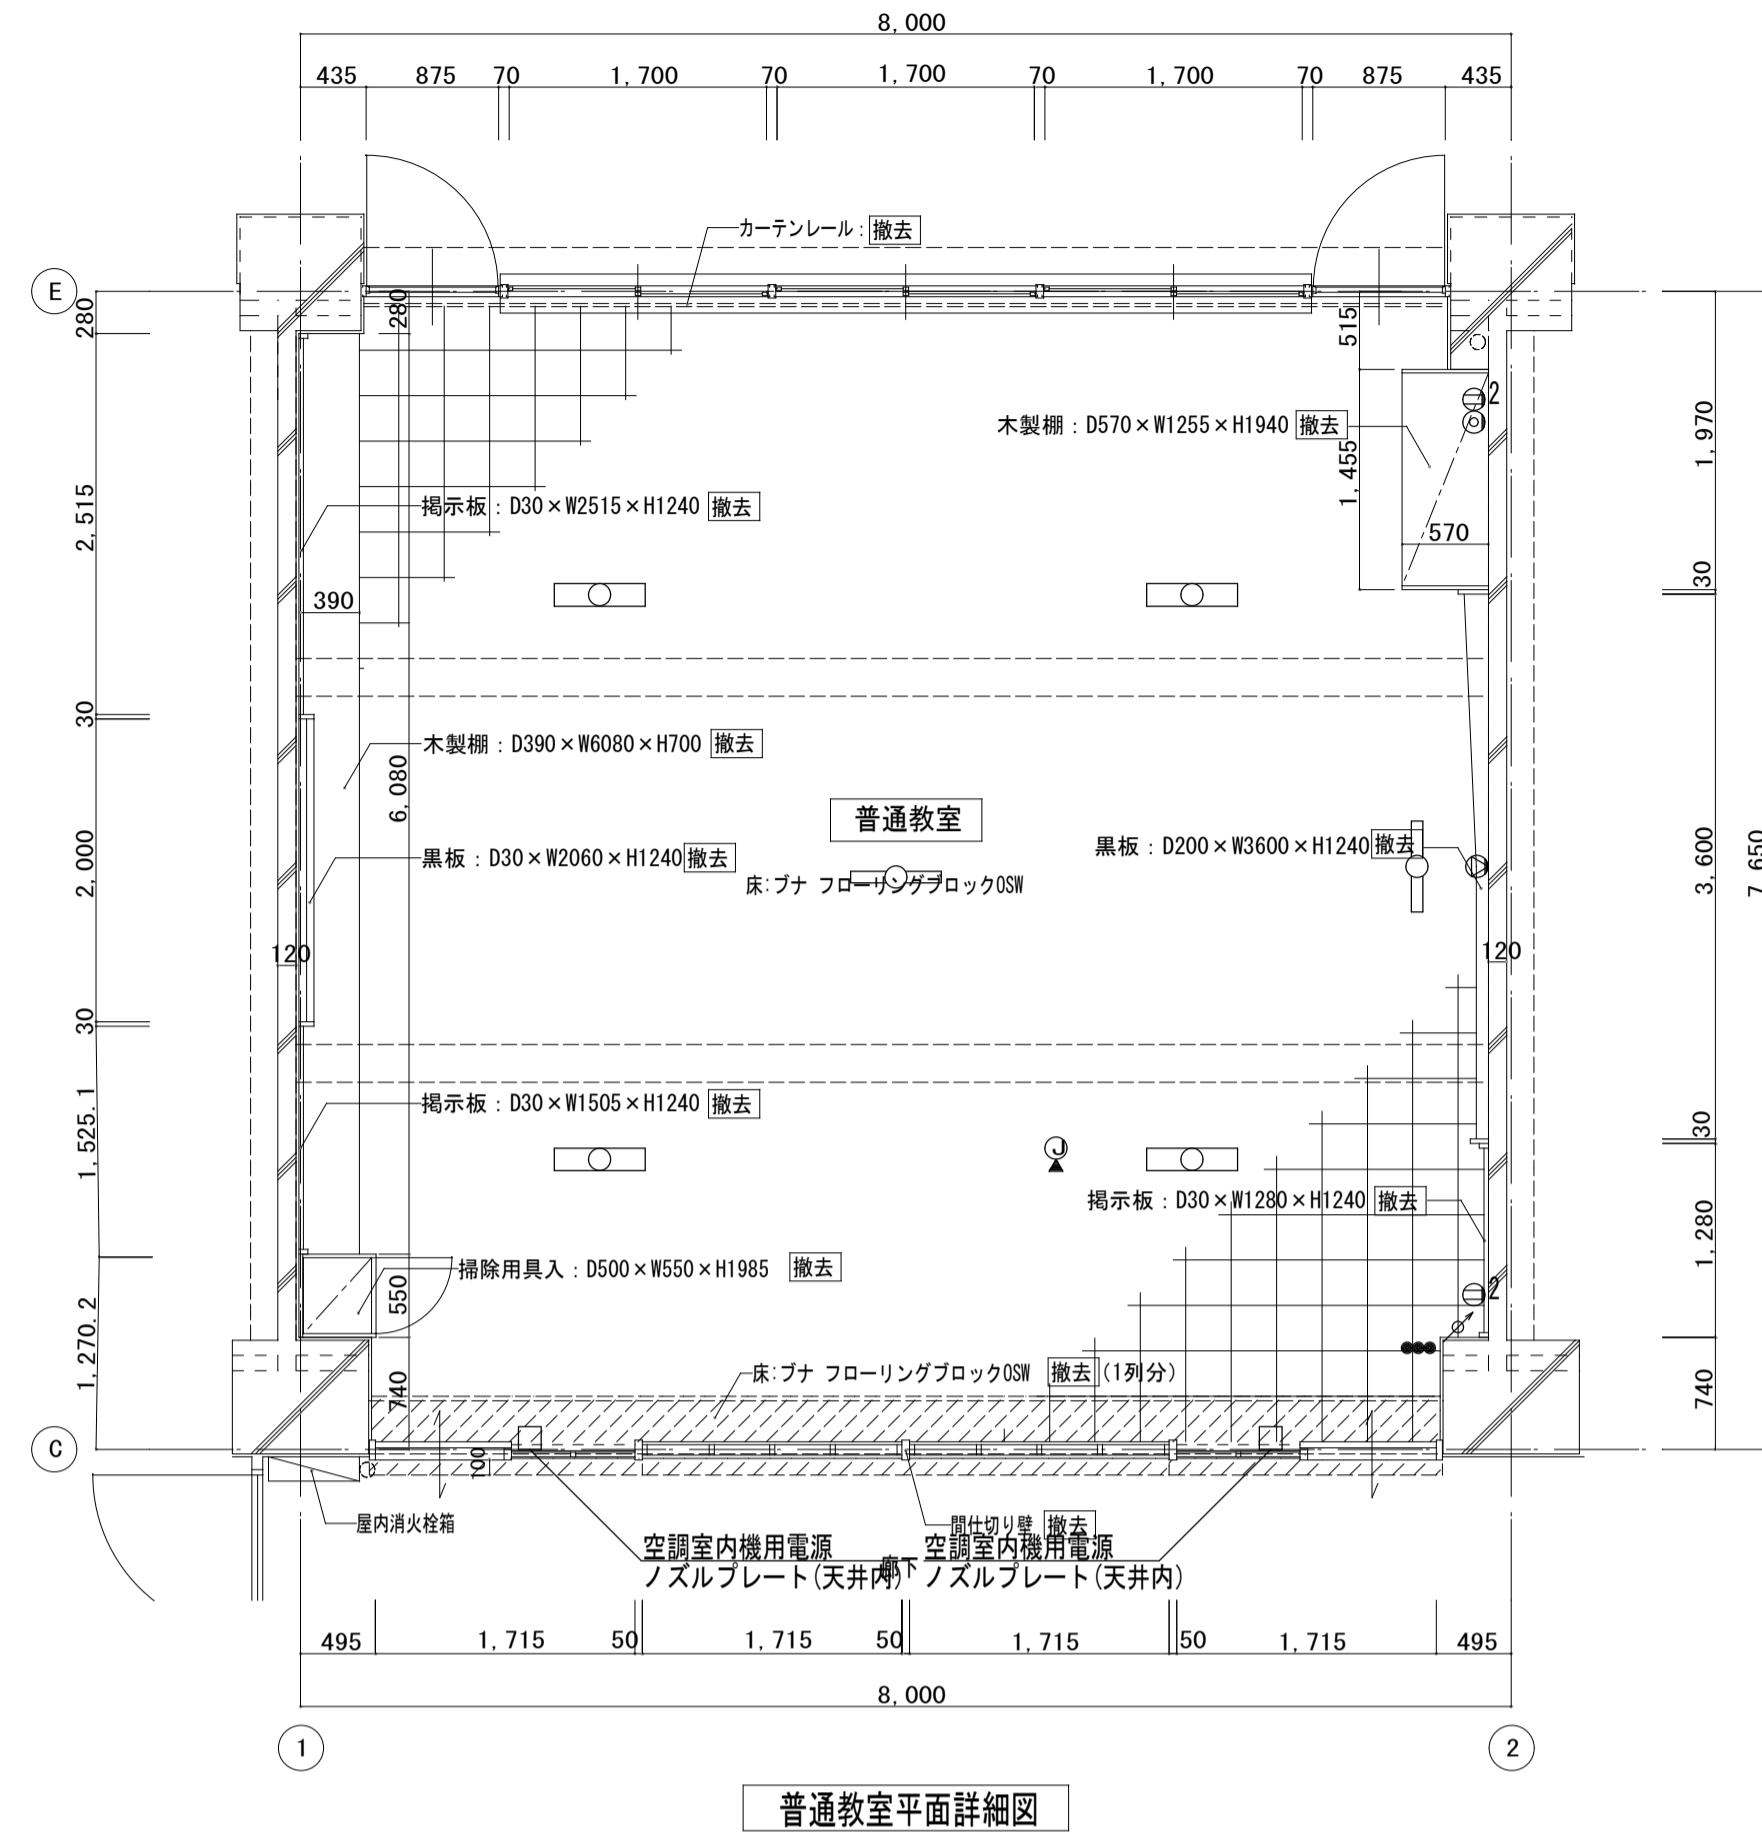 8,000
435 875 70 1,700 70 1,700 70 1,700 70 875 435
カーテンレール：撤去
E
280
280
515
木製棚：D570×W1255×H1940 撤去
2
1,455
1,970
570
掲示板：D30×W2515×H1240 撤去
2,515
30
390
30
木製棚：D390×W6080×H700 撤去
6,080
普通教室
黒板：D30×W2060×H1240 撤去
黒板：D200×W3600×H1240 撤去
床:ブナ フローリングブロックOSW
2,000
3,600
7,650
120
120
30
掲示板：D30×W1505×H1240 撤去
1,525.1
30
J
掲示板：D30×W1280×H1240 撤去
1,280
掃除用具入：D500×W550×H1985 撤去
550
2
1,270.2
床:ブナ フローリングブロックOSW 撤去(1列分)
740
740
C
100
屋内消火栓箱
間仕切り壁 撤去
空調室内機用電源
ノズルプレート(天井内)
廊下
空調室内機用電源
ノズルプレート(天井内)
495 1,715 50 1,715 50 1,715 50 1,715 495
8,000
1
2
普通教室平面詳細図